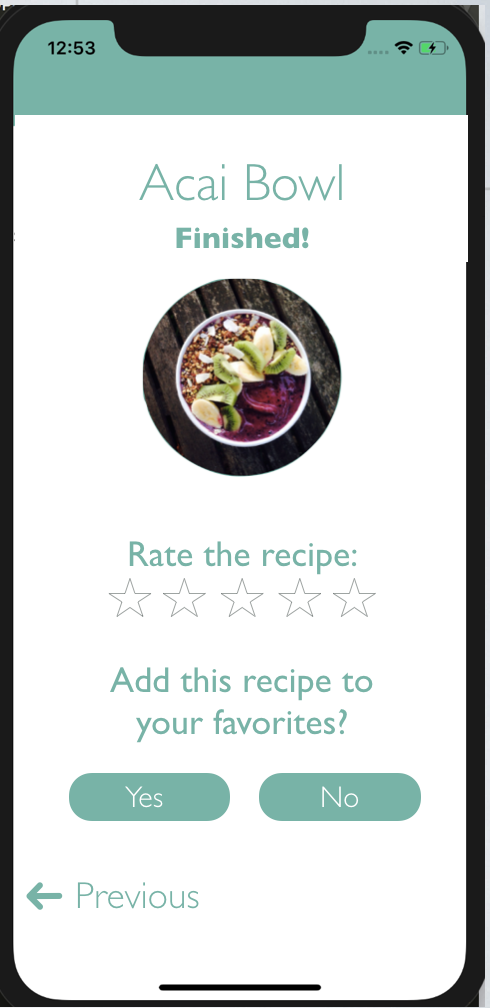 12:53
Acai Bowl
Finished!
Rate the recipe:
Add this recipe to
your favorites?
Yes No
Previous